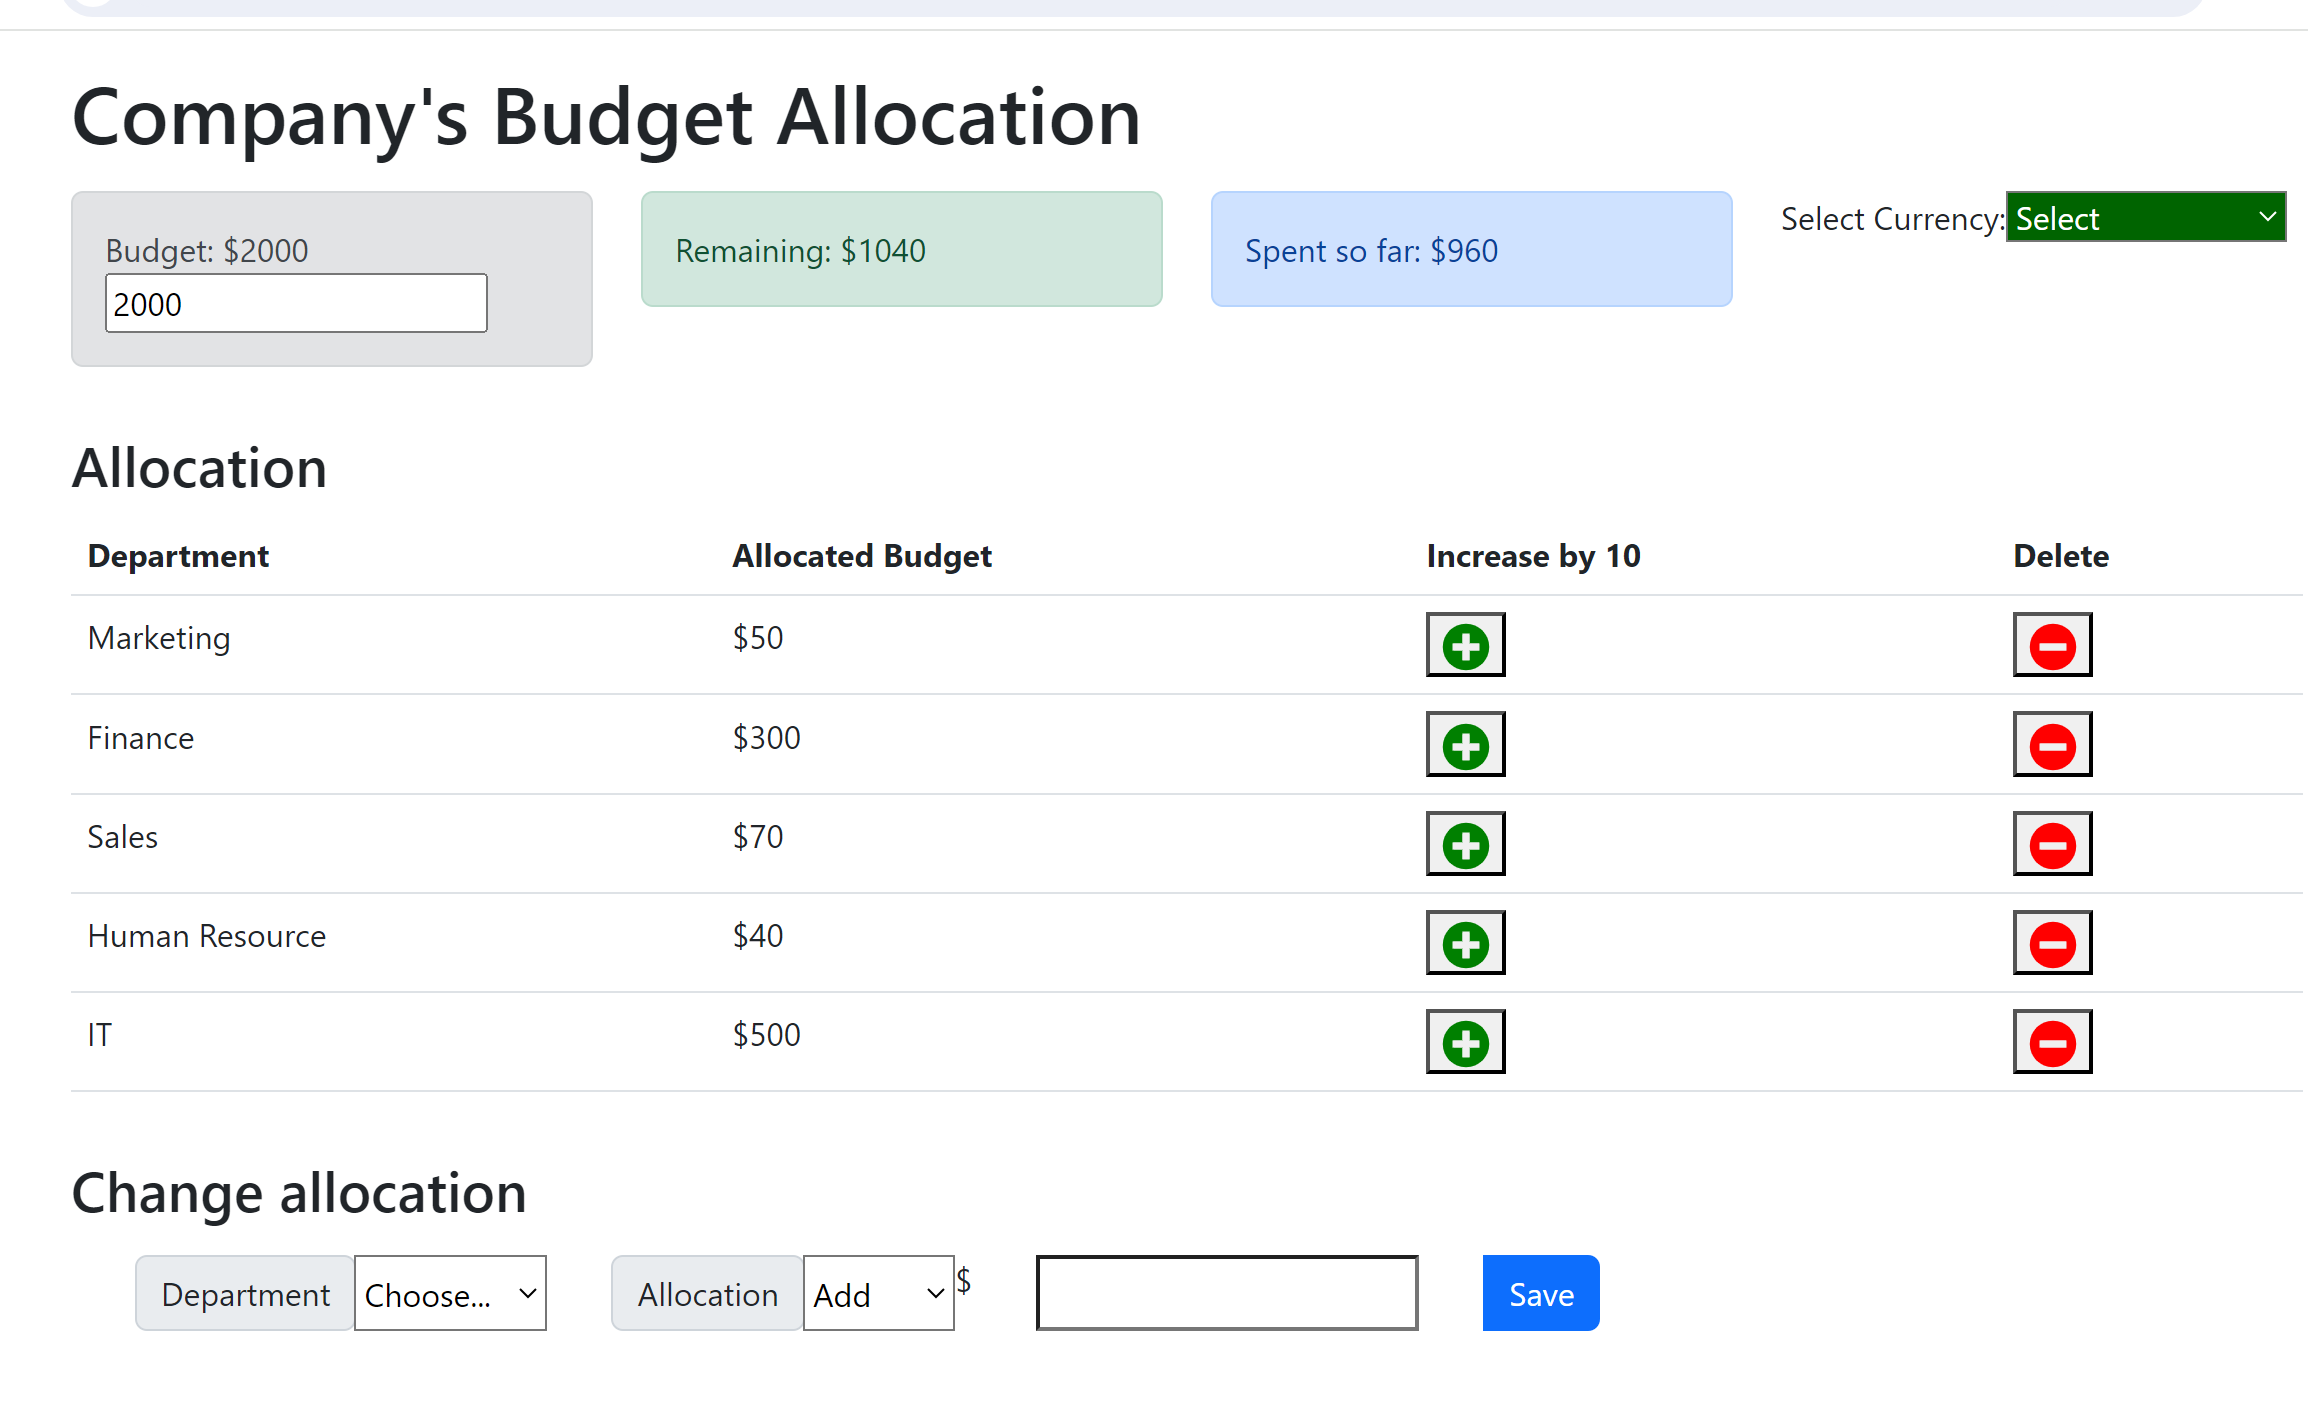 Company's Budget Allocation
Budget: $2000
2000
Remaining: $1040
Spent so far: $960
Select Currency: Select
Allocation
Department Allocated Budget Increase by 10 Delete
Marketing $50
Finance $300
Sales $70
Human Resource $40
IT $500
Change allocation
Department Choose... Allocation Add $ Save